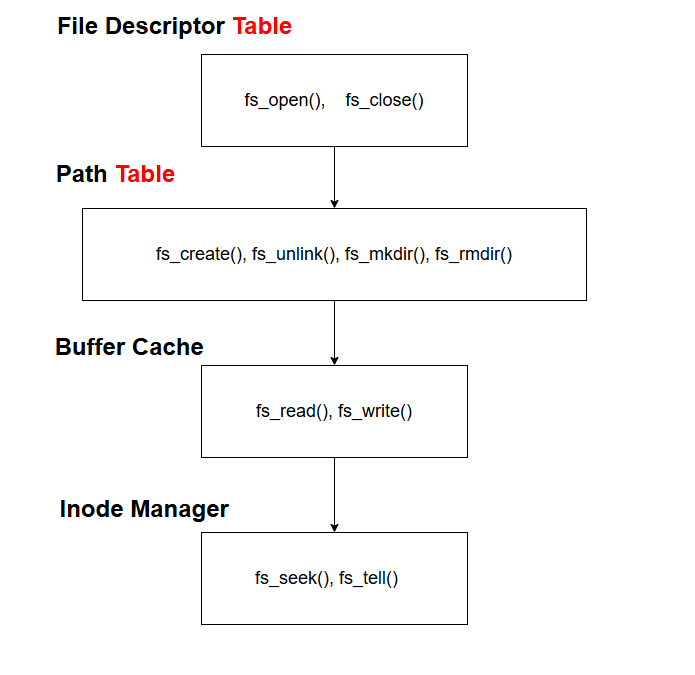 File Descriptor Table
fs_open(), fs_close()
Path Table
fs_create(), fs_unlink(), fs_mkdir(), fs_rmdir()
Buffer Cache
fs_read(), fs_write()
Inode Manager
fs_seek(), fs_tell()